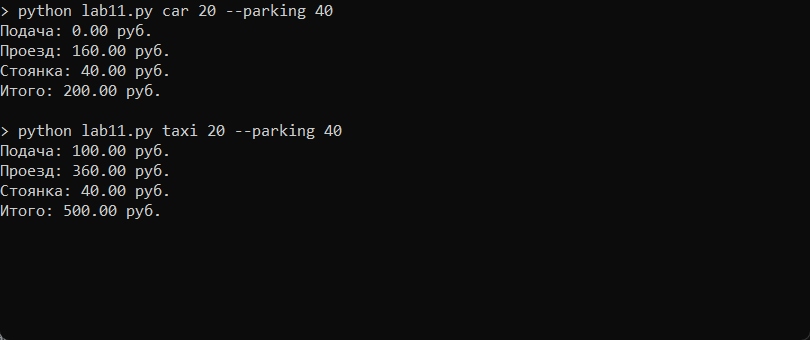 > python lab11.py car 20 --parking 40
Подача: 0.00 руб.
Проезд: 160.00 руб.
Стоянка: 40.00 руб.
Итого: 200.00 руб.
> python lab11.py taxi 20 --parking 40
Подача: 100.00 руб.
Проезд: 360.00 руб.
Стоянка: 40.00 руб.
Итого: 500.00 руб.